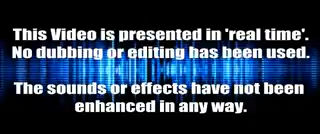 This Video is presented in 'real time'.
No dubbing or editing has been used.
The sounds or effects have not been
enhanced in any way.